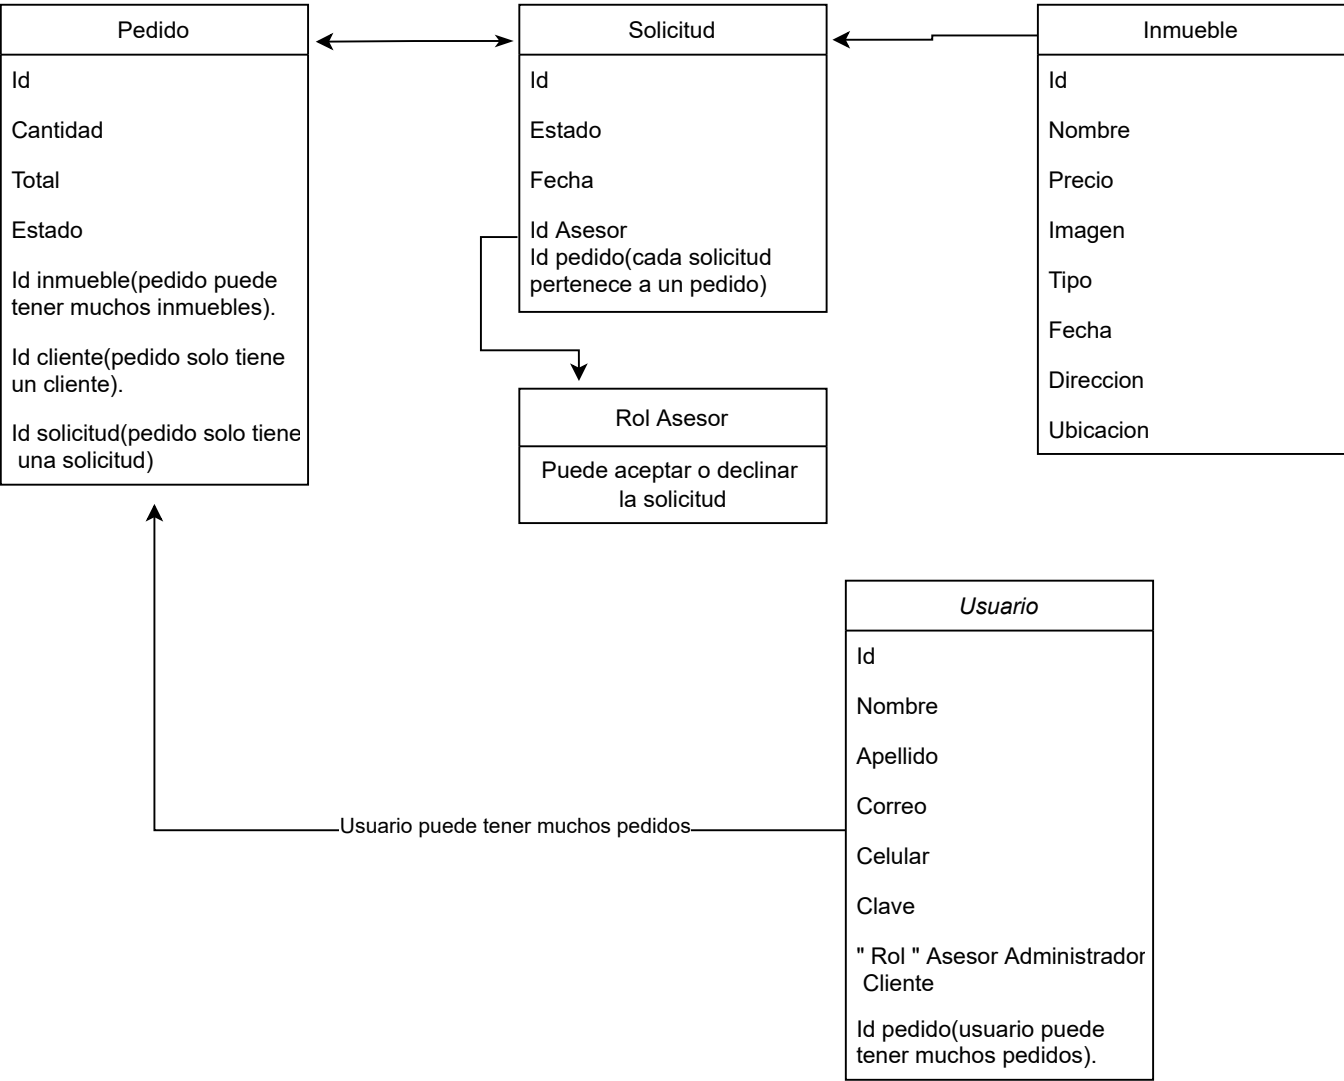 Pedido
Id
Cantidad
Total
Estado
Id inmueble(pedido puede
tener muchos inmuebles).
Id cliente(pedido solo tiene
un cliente).
Id solicitud(pedido solo tiene
una solicitud)
Solicitud
Id
Estado
Fecha
Id Asesor
Id pedido(cada solicitud
pertenece a un pedido)
Rol Asesor
Puede aceptar o declinar
la solicitud
Inmueble
Id
Nombre
Precio
Imagen
Tipo
Fecha
Direccion
Ubicacion
Usuario puede tener muchos pedidos
Usuario
Id
Nombre
Apellido
Correo
Celular
Clave
" Rol " Asesor Administrador
Cliente
Id pedido(usuario puede
tener muchos pedidos).